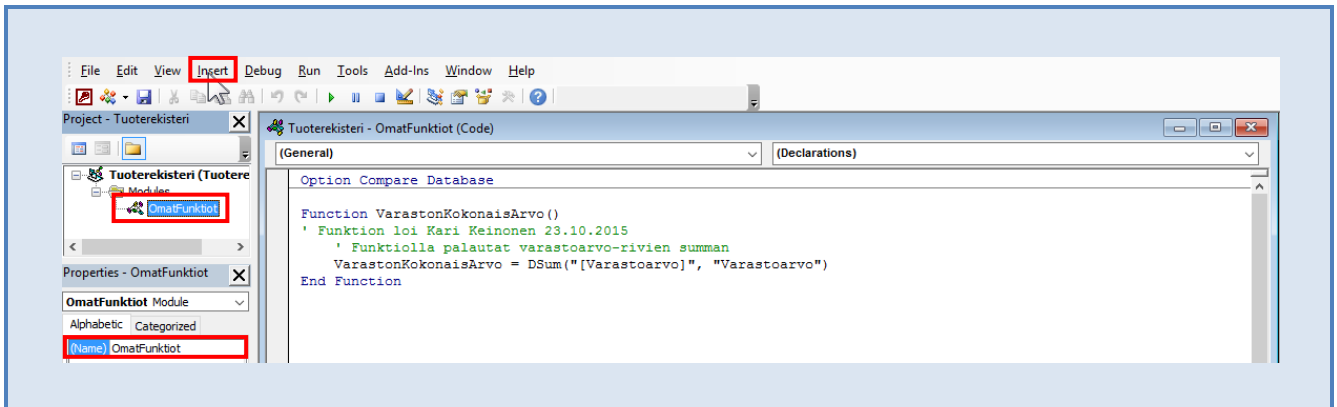 File Edit View Insert Debug Run Tools Add-Ins Window Help
Project - Tuoterekisteri
Tuoterekisteri - OmatFunktiot (Code)
(General) (Declarations)
Tuoterekisteri (Tuotere
Modules
OmatFunktiot
Option Compare Database
Function VarastonKokonaisArvo()
' Funktion loi Kari Keinonen 23.10.2015
' Funktiolla palautat varastoarvo-rivien summan
VarastonKokonaisArvo = DSum("[Varastoarvo]", "Varastoarvo")
End Function
Properties - OmatFunktiot
OmatFunktiot Module
Alphabetic Categorized
(Name) OmatFunktiot